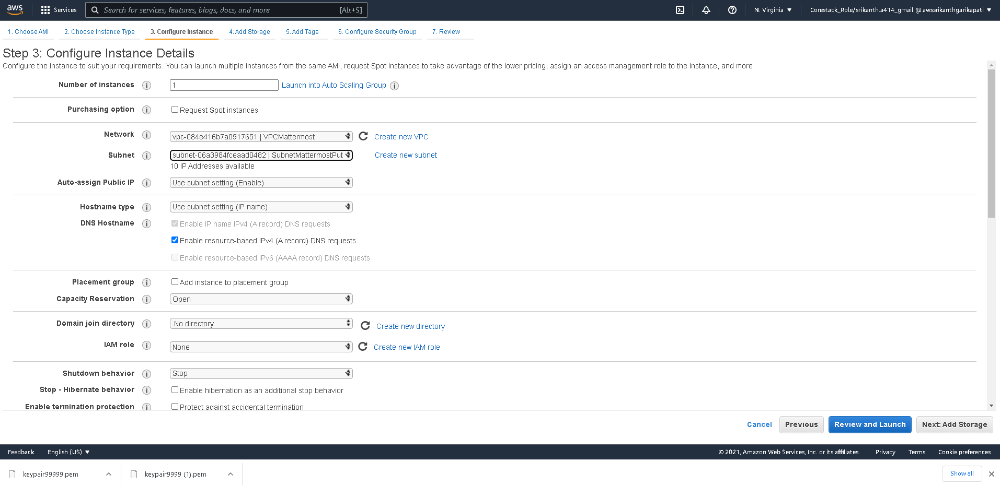 aws Services Search for services, features, blogs, docs, and more [Alt+S] N. Virginia ▼ Corestack_Role/srikanth.a414_gmail @ awssrikanthgarikapati ▼
1. Choose AMI 2. Choose Instance Type 3. Configure Instance 4. Add Storage 5. Add Tags 6. Configure Security Group 7. Review
Step 3: Configure Instance Details
Configure the instance to suit your requirements. You can launch multiple instances from the same AMI, request Spot instances to take advantage of the lower pricing, assign an access management role to the instance, and more.
Number of instances i 1 Launch into Auto Scaling Group i
Purchasing option i Request Spot instances
Network i vpc-084e416b7a0917651 | VPCMattermost Create new VPC
Subnet i subnet-06a3984fceaad0482 | SubnetMattermostPub Create new subnet
10 IP Addresses available
Auto-assign Public IP i Use subnet setting (Enable)
Hostname type i Use subnet setting (IP name)
DNS Hostname i Enable IP name IPv4 (A record) DNS requests
Enable resource-based IPv4 (A record) DNS requests
Enable resource-based IPv6 (AAAA record) DNS requests
Placement group i Add instance to placement group
Capacity Reservation i Open
Domain join directory i No directory Create new directory
IAM role i None Create new IAM role
Shutdown behavior i Stop
Stop - Hibernate behavior i Enable hibernation as an additional stop behavior
Enable termination protection i Protect against accidental termination
Cancel Previous Review and Launch Next: Add Storage
Feedback English (US) ▼ © 2021, Amazon Web Services, Inc. or its affiliates. Privacy Terms Cookie preferences
keypair99999.pem keypair9999 (1).pem Show all